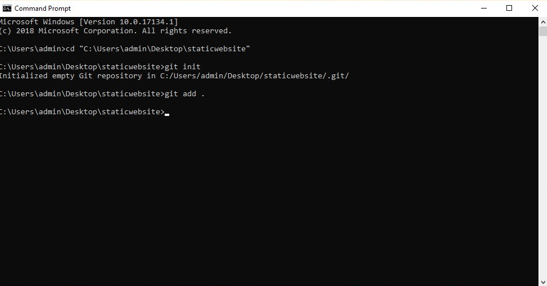 Command Prompt
Microsoft Windows [Version 10.0.17134.1]
(c) 2018 Microsoft Corporation. All rights reserved.
C:\Users\admin>cd "C:\Users\admin\Desktop\staticwebsite"
C:\Users\admin\Desktop\staticwebsite>git init
Initialized empty Git repository in C:/Users/admin/Desktop/staticwebsite/.git/
C:\Users\admin\Desktop\staticwebsite>git add .
C:\Users\admin\Desktop\staticwebsite>